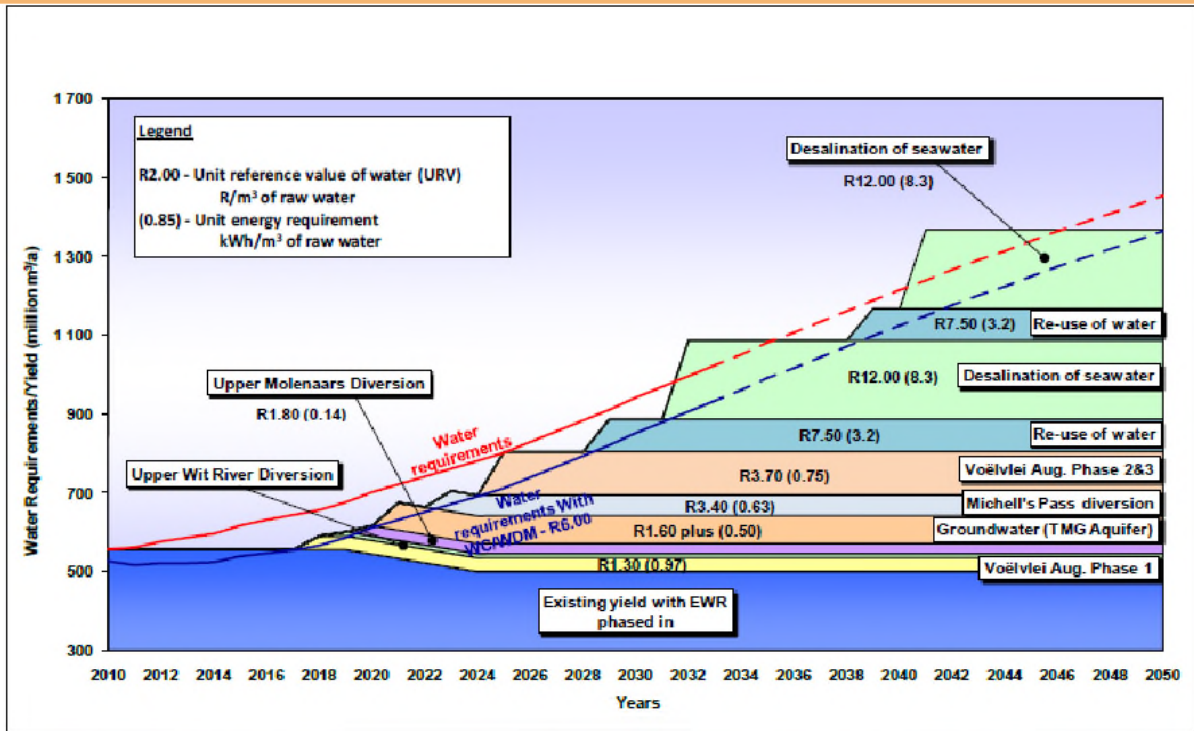 1 700
1 500
1 300
1 100
900
700
500
300
Water Requirements/Yield (million m³/a)
Legend
R2.00 - Unit reference value of water (URV)
R/m³ of raw water
(0.85) - Unit energy requirement
kWh/m³ of raw water
Desalination of seawater
R12.00 (8.3)
R7.50 (3.2)
Re-use of water
Upper Molenaars Diversion
R1.80 (0.14)
R12.00 (8.3)
Desalination of seawater
Water
requirements
R7.50 (3.2)
Re-use of water
Upper Wit River Diversion
R3.70 (0.75)
Voëlvlei Aug. Phase 2&3
Water
requirements With
WC/WDM - R6.00
R3.40 (0.63)
Michell's Pass diversion
R1.60 plus (0.50)
Groundwater (TMG Aquifer)
R1.30 (0.97)
Voëlvlei Aug. Phase 1
Existing yield with EWR
phased in
2010 2012 2014 2016 2018 2020 2022 2024 2026 2028 2030 2032 2034 2036 2038 2040 2042 2044 2046 2048 2050
Years